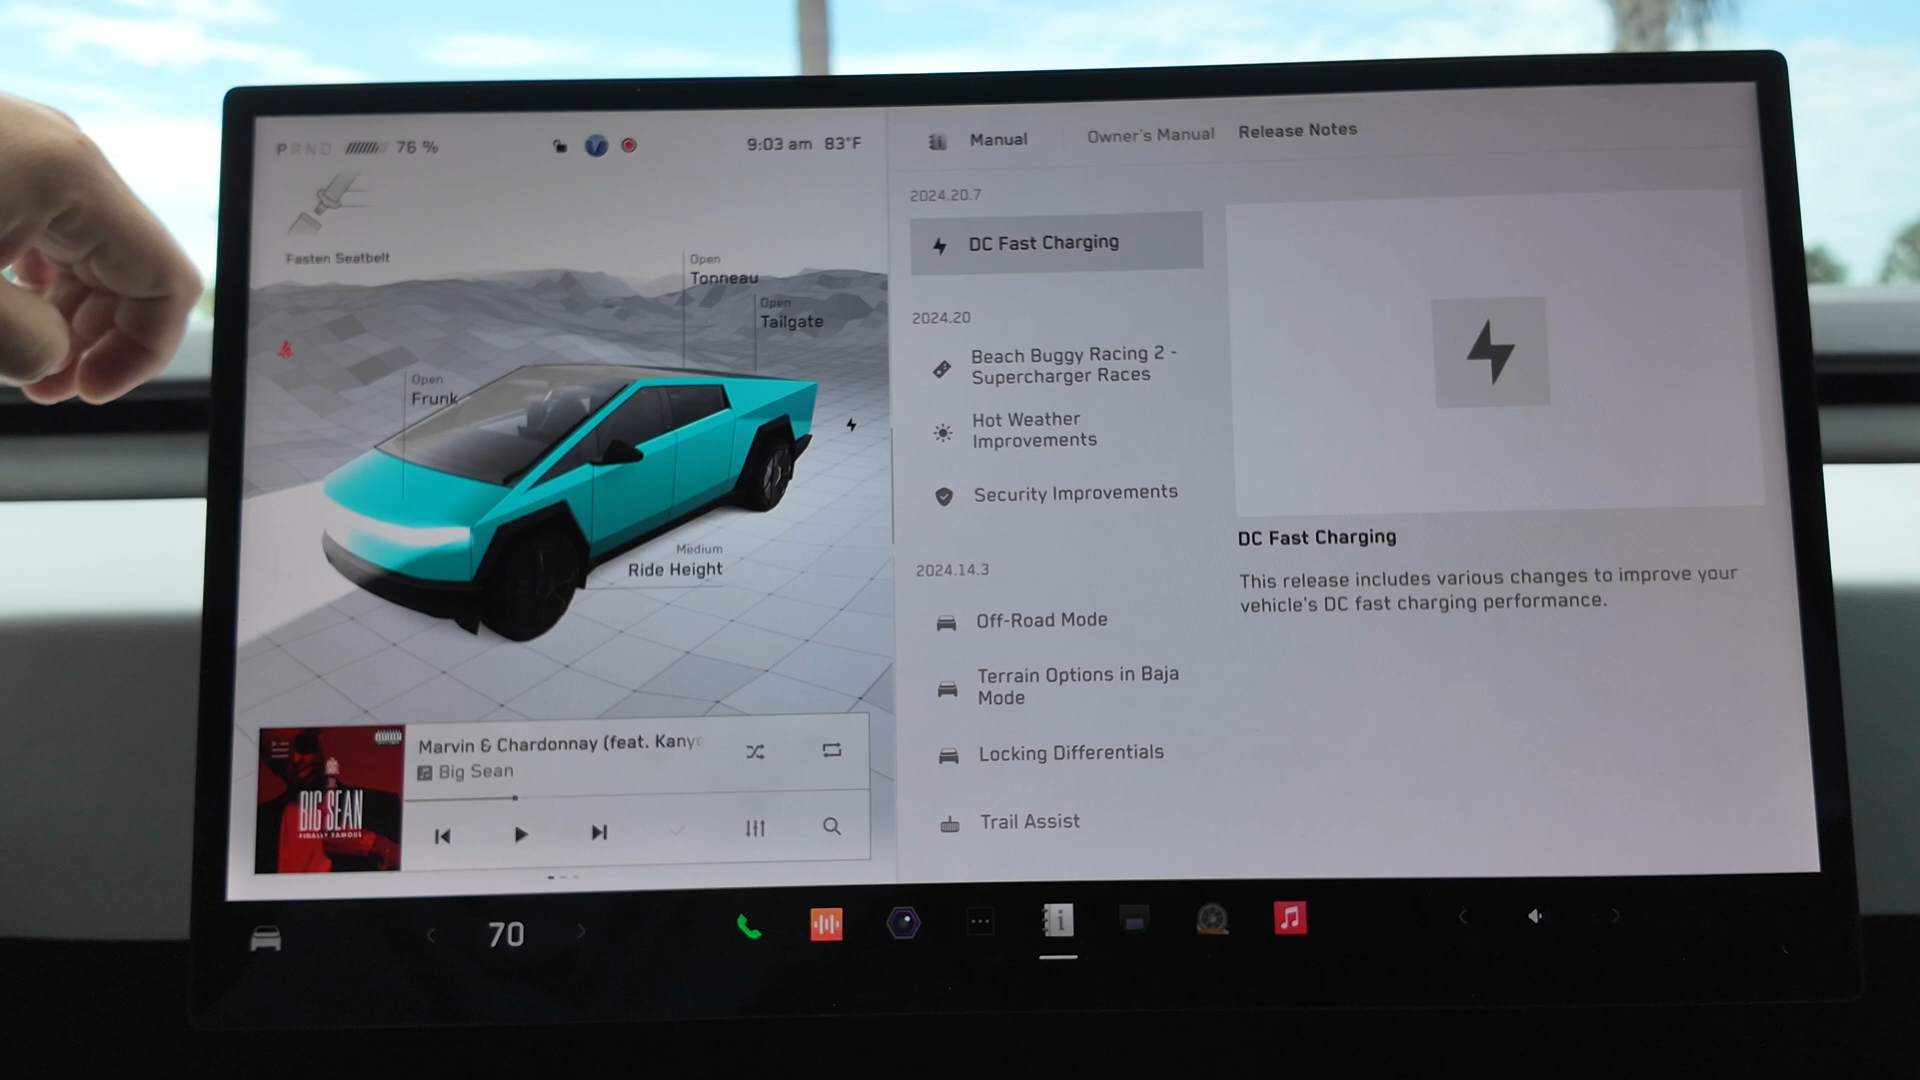 PRND 76 %
9:03 am 83°F
Fasten Seatbelt
Open
Tonneau
Open
Tailgate
Open
Frunk
Medium
Ride Height
Marvin & Chardonnay (feat. Kany
Big Sean
BIG SEAN
FINALLY FAMOUS
70
Manual
Owner's Manual
Release Notes
2024.20.7
DC Fast Charging
2024.20
Beach Buggy Racing 2 -
Supercharger Races
Hot Weather
Improvements
Security Improvements
2024.14.3
Off-Road Mode
Terrain Options in Baja
Mode
Locking Differentials
Trail Assist
DC Fast Charging
This release includes various changes to improve your
vehicle's DC fast charging performance.